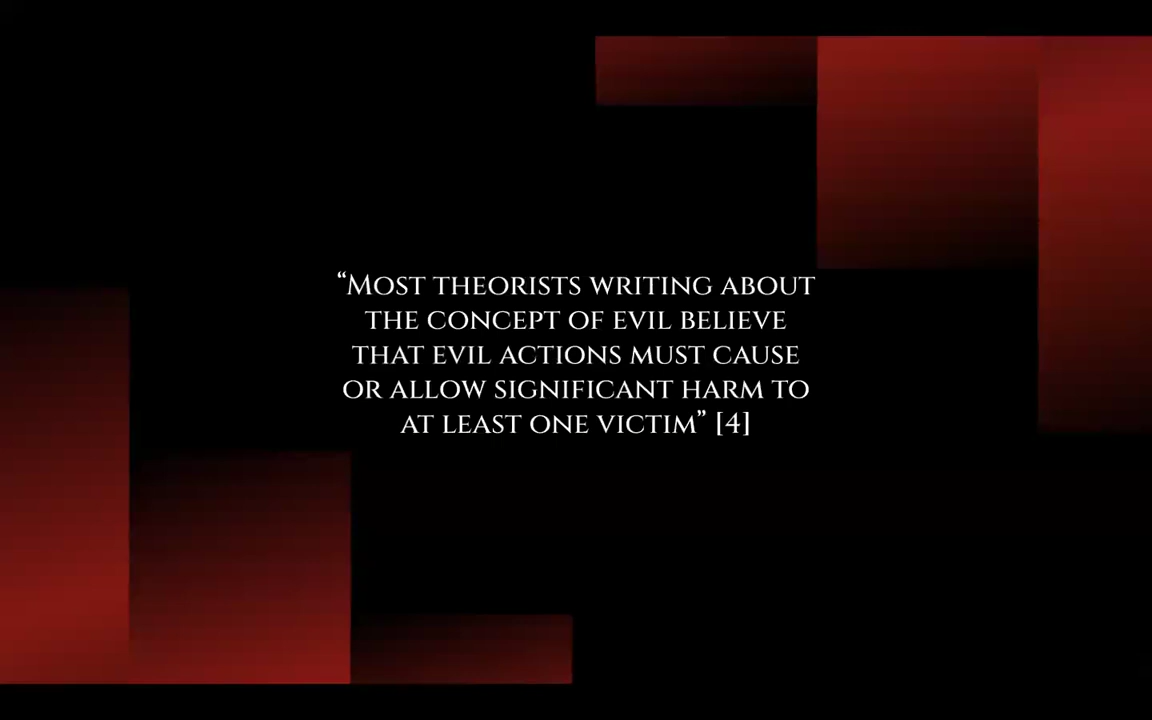 “Most theorists writing about
the concept of evil believe
that evil actions must cause
or allow significant harm to
at least one victim” [4]